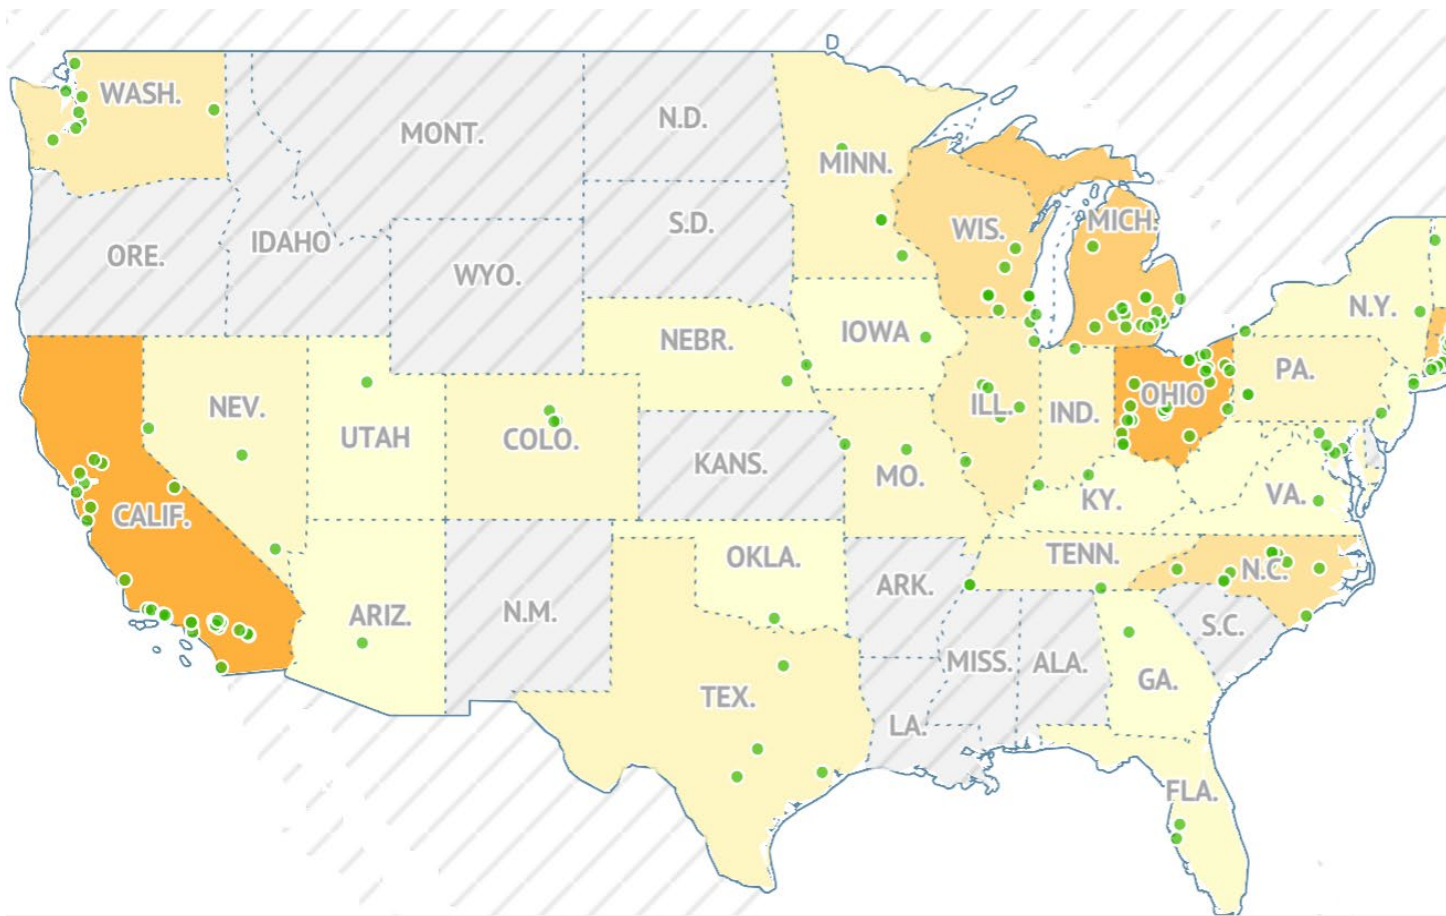 D
WASH.
MONT.
N.D.
MINN.
ORE.
IDAHO
WYO.
S.D.
WIS.
MICH.
NEV.
UTAH
COLO.
NEBR.
IOWA
N.Y.
PA.
OHIO
ILL.
IND.
KANS.
MO.
KY.
VA.
CALIF.
ARIZ.
N.M.
OKLA.
ARK.
TENN.
N.C.
S.C.
TEX.
LA.
MISS.
ALA.
GA.
FLA.